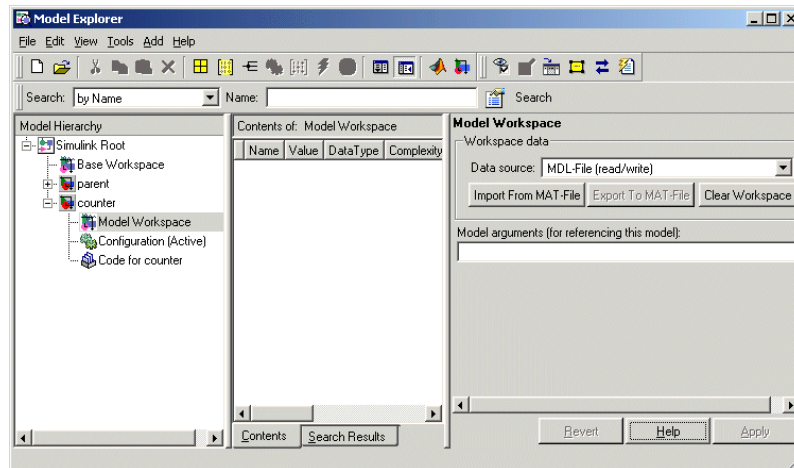 Model Explorer
File Edit View Tools Add Help
Search: by Name Name: Search
Model Hierarchy
Simulink Root
Base Workspace
parent
counter
Model Workspace
Configuration (Active)
Code for counter
Contents of: Model Workspace
Name Value DataType Complexity
Contents Search Results
Model Workspace
Workspace data
Data source: MDL-File (read/write)
Import From MAT-File Export To MAT-File Clear Workspace
Model arguments (for referencing this model):
Revert Help Apply